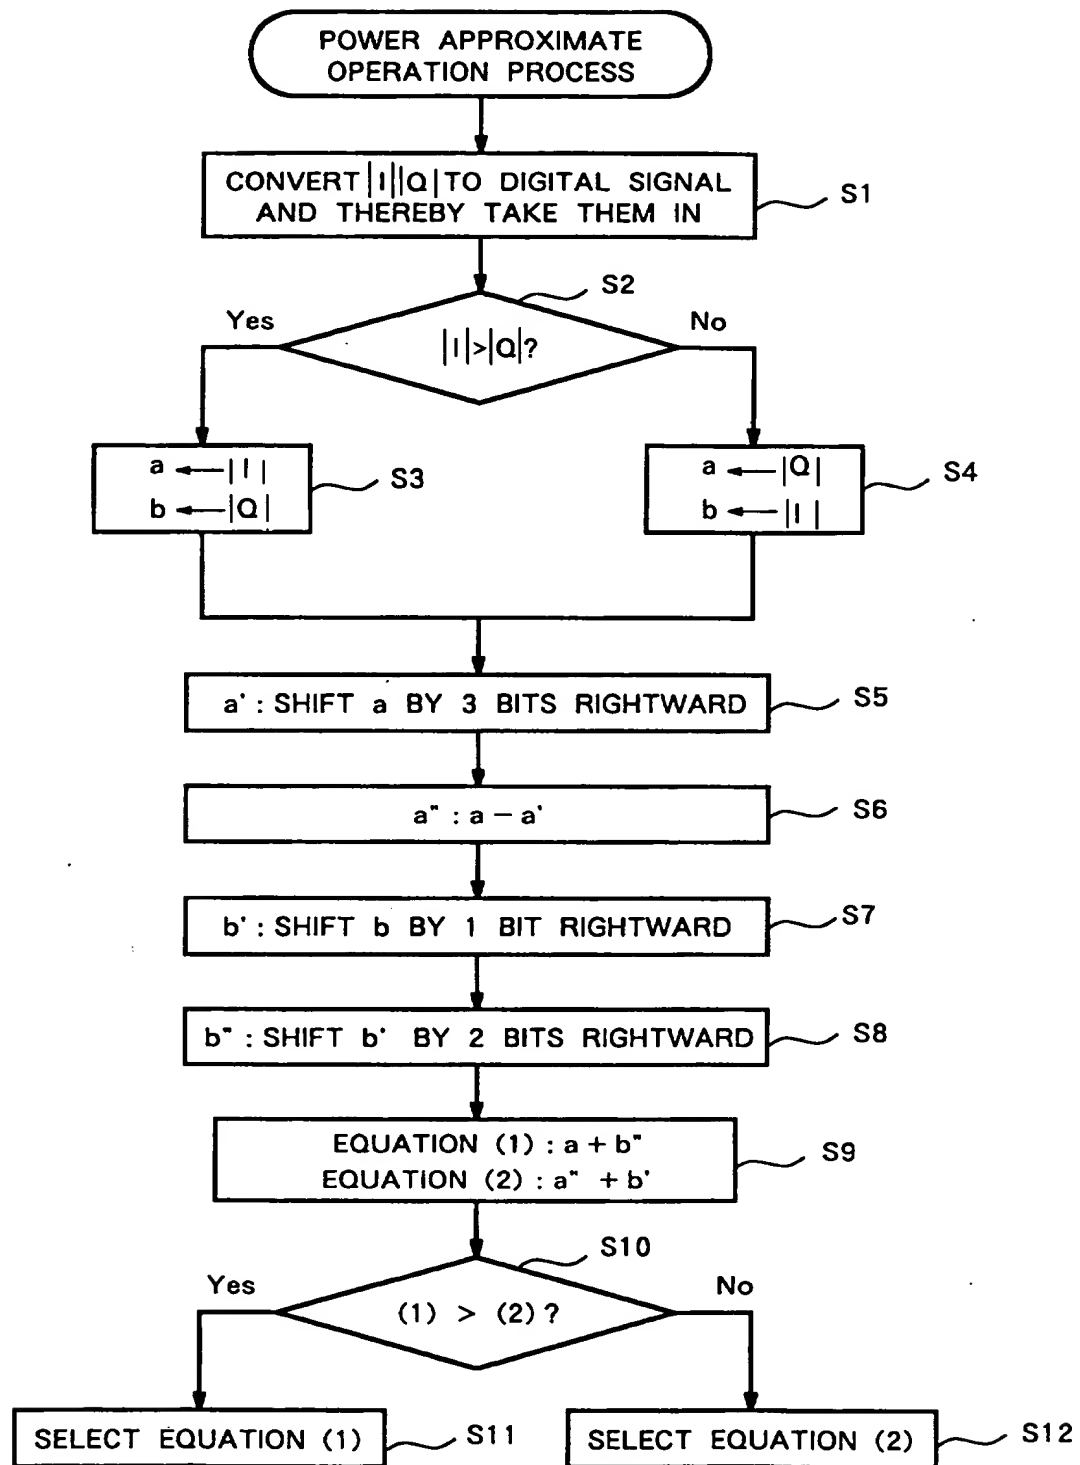 POWER APPROXIMATE
OPERATION PROCESS
CONVERT |I||Q| TO DIGITAL SIGNAL
AND THEREBY TAKE THEM IN
S1
S2
Yes
No
|I|>|Q|?
a ← |I|
b ← |Q|
S3
a ← |Q|
b ← |I|
S4
a' : SHIFT a BY 3 BITS RIGHTWARD
S5
a" : a − a'
S6
b' : SHIFT b BY 1 BIT RIGHTWARD
S7
b" : SHIFT b' BY 2 BITS RIGHTWARD
S8
EQUATION (1) : a + b"
EQUATION (2) : a" + b'
S9
S10
Yes
No
(1) > (2) ?
SELECT EQUATION (1)
S11
SELECT EQUATION (2)
S12